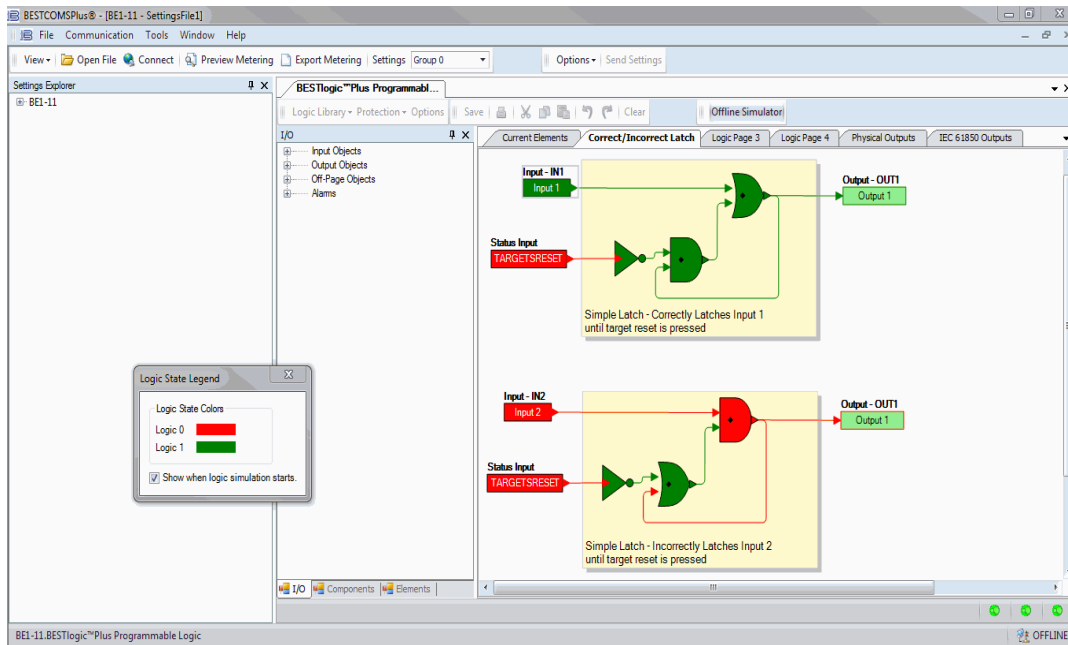 BESTCOMSPlus® - [BE1-11 - SettingsFile1]
File Communication Tools Window Help
View Open File Connect Preview Metering Export Metering Settings Group 0 Options Send Settings
Settings Explorer
BE1-11
BESTlogic™Plus Programmabl...
Logic Library Protection Options Save Clear Offline Simulator
I/O
Input Objects
Output Objects
Off-Page Objects
Alarms
Current Elements Correct/Incorrect Latch Logic Page 3 Logic Page 4 Physical Outputs IEC 61850 Outputs
Input - IN1
Input 1
Output - OUT1
Output 1
Status Input
TARGETSRESET
Simple Latch - Correctly Latches Input 1
until target reset is pressed
Logic State Legend
Logic State Colors
Logic 0
Logic 1
Show when logic simulation starts.
Input - IN2
Input 2
Output - OUT1
Output 1
Status Input
TARGETSRESET
Simple Latch - Incorrectly Latches Input 2
until target reset is pressed
I/O Components Elements
BE1-11.BESTlogic™Plus Programmable Logic
OFFLINE